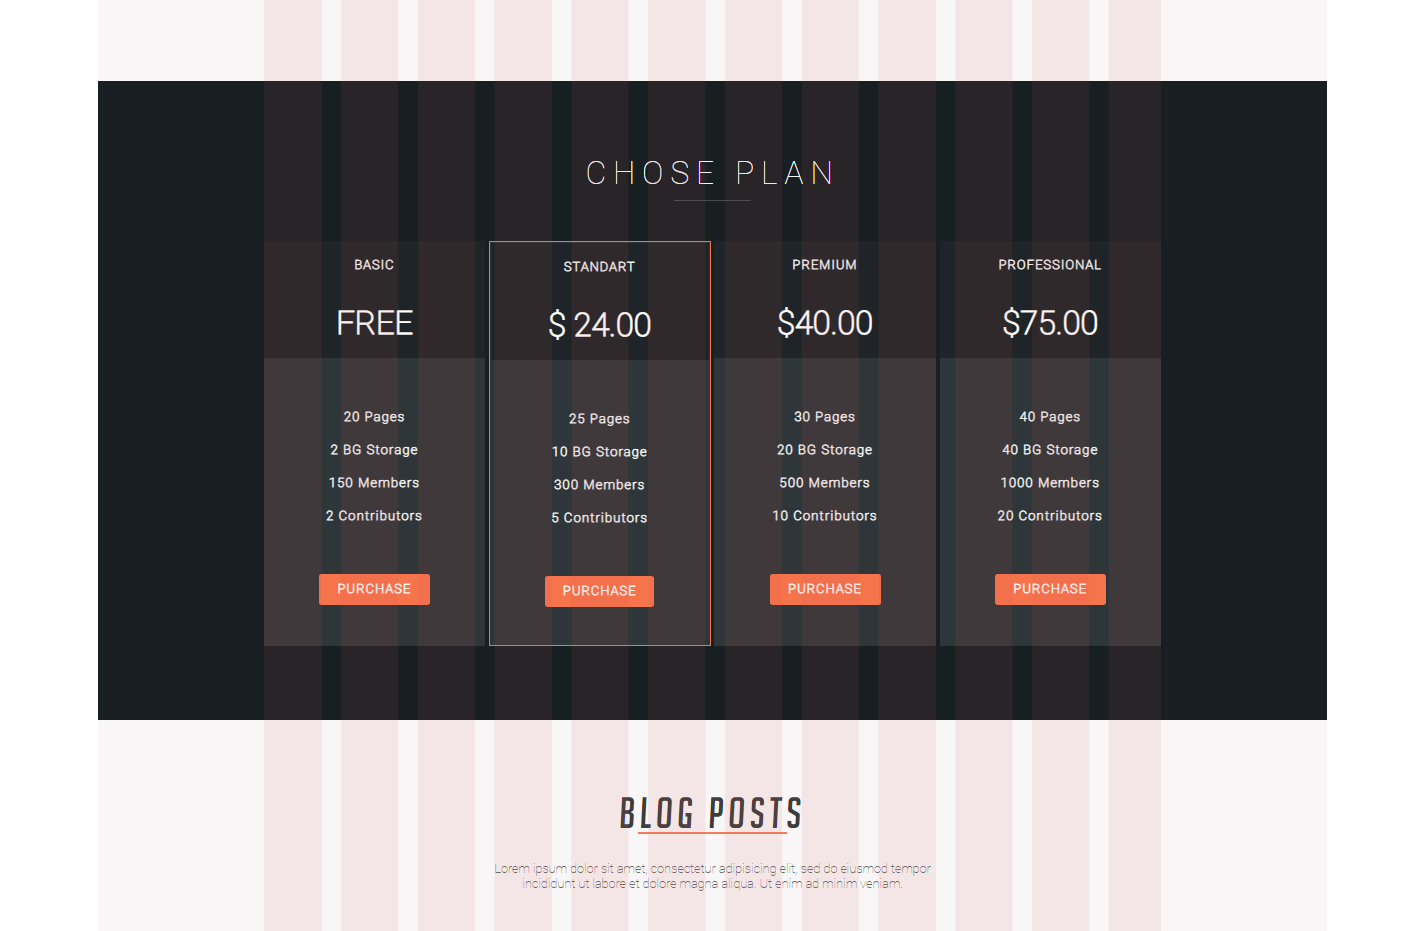 CHOSE PLAN
BASIC
FREE
20 Pages
2 BG Storage
150 Members
2 Contributors
PURCHASE
STANDART
$ 24.00
25 Pages
10 BG Storage
300 Members
5 Contributors
PURCHASE
PREMIUM
$40.00
30 Pages
20 BG Storage
500 Members
10 Contributors
PURCHASE
PROFESSIONAL
$75.00
40 Pages
40 BG Storage
1000 Members
20 Contributors
PURCHASE
BLOG POSTS
Lorem ipsum dolor sit amet, consectetur adipisicing elit, sed do eiusmod tempor
incididunt ut labore et dolore magna aliqua. Ut enim ad minim veniam.